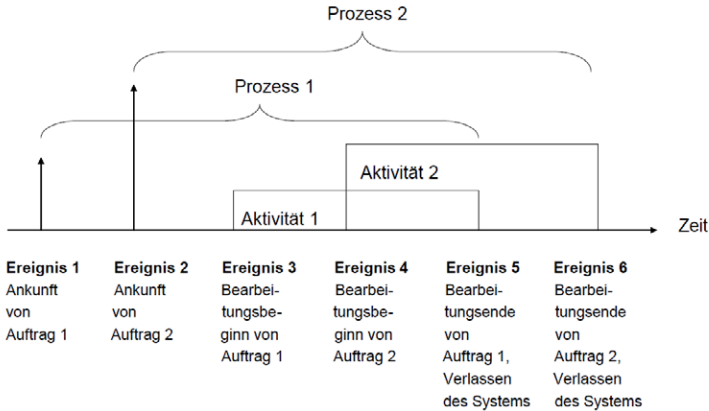 Prozess 2
Prozess 1
Aktivität 2
Aktivität 1
Zeit
Ereignis 1
Ankunft
von
Auftrag 1
Ereignis 2
Ankunft
von
Auftrag 2
Ereignis 3
Bearbei-
tungsbe-
ginn von
Auftrag 1
Ereignis 4
Bearbei-
tungsbe-
ginn von
Auftrag 2
Ereignis 5
Bearbei-
tungsende
von
Auftrag 1,
Verlassen
des Systems
Ereignis 6
Bearbei-
tungsende
von
Auftrag 2,
Verlassen
des Systems